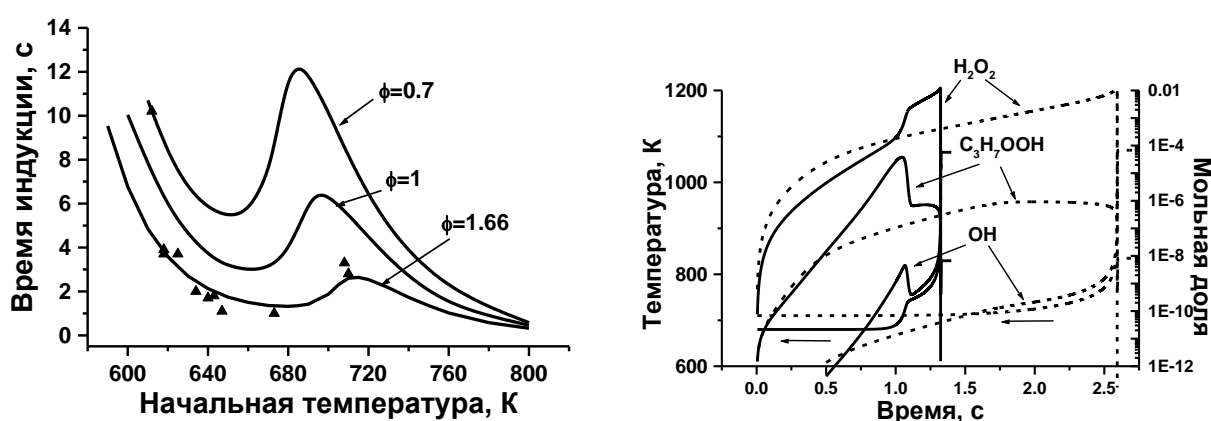 Время индукции, с
14
12
10
8
6
4
2
0
ϕ=0.7
ϕ=1
ϕ=1.66
600 640 680 720 760 800
Начальная температура, К
Температура, К
1200
1000
800
600
H₂O₂
C₃H₇OOH
OH
0.01
1E-4
1E-6
1E-8
1E-10
1E-12
Мольная доля
0.0 0.5 1.0 1.5 2.0 2.5
Время, с